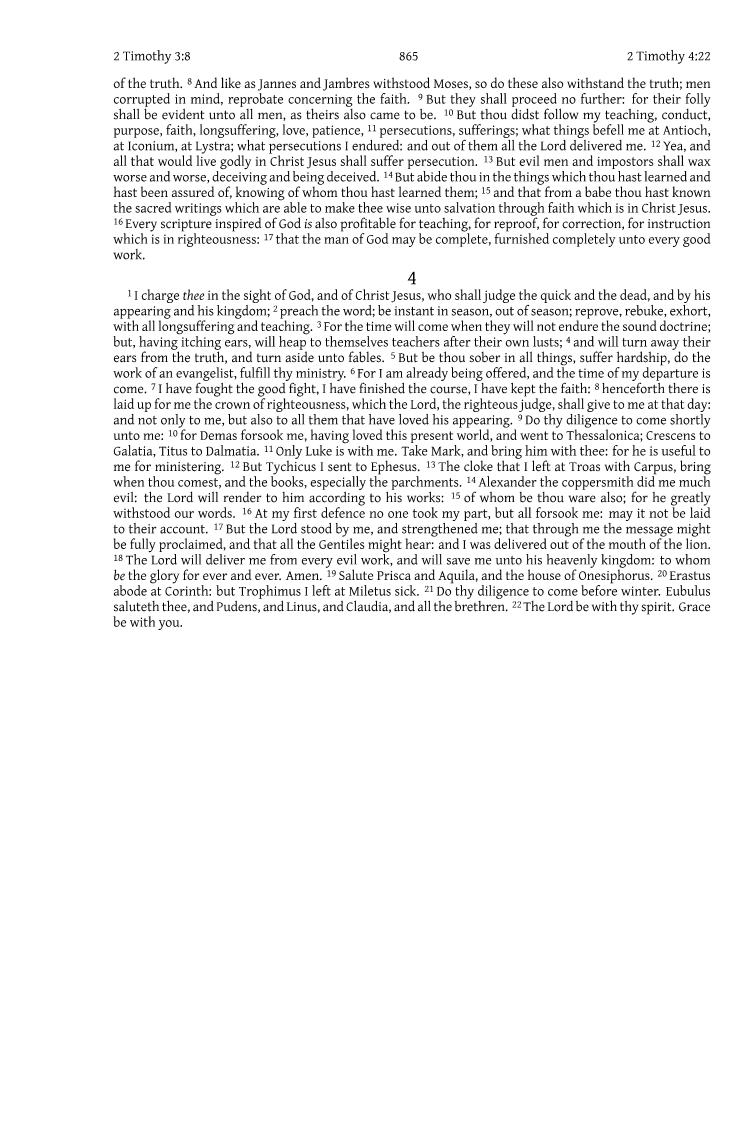 2 Timothy 3:8 865 2 Timothy 4:22
of the truth. 8 And like as Jannes and Jambres withstood Moses, so do these also withstand the truth; men
corrupted in mind, reprobate concerning the faith. 9 But they shall proceed no further: for their folly
shall be evident unto all men, as theirs also came to be. 10 But thou didst follow my teaching, conduct,
purpose, faith, longsuffering, love, patience, 11 persecutions, sufferings; what things befell me at Antioch,
at Iconium, at Lystra; what persecutions I endured: and out of them all the Lord delivered me. 12 Yea, and
all that would live godly in Christ Jesus shall suffer persecution. 13 But evil men and impostors shall wax
worse and worse, deceiving and being deceived. 14 But abide thou in the things which thou hast learned and
hast been assured of, knowing of whom thou hast learned them; 15 and that from a babe thou hast known
the sacred writings which are able to make thee wise unto salvation through faith which is in Christ Jesus.
16 Every scripture inspired of God is also profitable for teaching, for reproof, for correction, for instruction
which is in righteousness: 17 that the man of God may be complete, furnished completely unto every good
work.
4
1 I charge thee in the sight of God, and of Christ Jesus, who shall judge the quick and the dead, and by his
appearing and his kingdom; 2 preach the word; be instant in season, out of season; reprove, rebuke, exhort,
with all longsuffering and teaching. 3 For the time will come when they will not endure the sound doctrine;
but, having itching ears, will heap to themselves teachers after their own lusts; 4 and will turn away their
ears from the truth, and turn aside unto fables. 5 But be thou sober in all things, suffer hardship, do the
work of an evangelist, fulfill thy ministry. 6 For I am already being offered, and the time of my departure is
come. 7 I have fought the good fight, I have finished the course, I have kept the faith: 8 henceforth there is
laid up for me the crown of righteousness, which the Lord, the righteous judge, shall give to me at that day:
and not only to me, but also to all them that have loved his appearing. 9 Do thy diligence to come shortly
unto me: 10 for Demas forsook me, having loved this present world, and went to Thessalonica; Crescens to
Galatia, Titus to Dalmatia. 11 Only Luke is with me. Take Mark, and bring him with thee: for he is useful to
me for ministering. 12 But Tychicus I sent to Ephesus. 13 The cloke that I left at Troas with Carpus, bring
when thou comest, and the books, especially the parchments. 14 Alexander the coppersmith did me much
evil: the Lord will render to him according to his works: 15 of whom be thou ware also; for he greatly
withstood our words. 16 At my first defence no one took my part, but all forsook me: may it not be laid
to their account. 17 But the Lord stood by me, and strengthened me; that through me the message might
be fully proclaimed, and that all the Gentiles might hear: and I was delivered out of the mouth of the lion.
18 The Lord will deliver me from every evil work, and will save me unto his heavenly kingdom: to whom
be the glory for ever and ever. Amen. 19 Salute Prisca and Aquila, and the house of Onesiphorus. 20 Erastus
abode at Corinth: but Trophimus I left at Miletus sick. 21 Do thy diligence to come before winter. Eubulus
saluteth thee, and Pudens, and Linus, and Claudia, and all the brethren. 22 The Lord be with thy spirit. Grace
be with you.